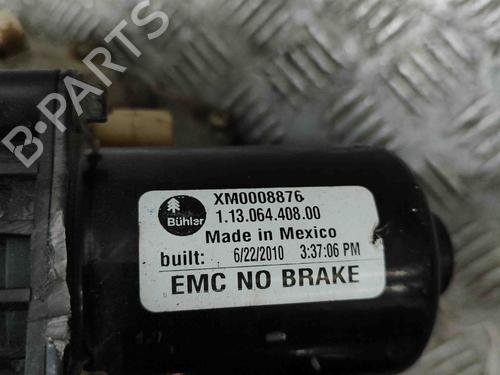 B-PARTS
XM0008876
Bühler
1.13.064.408.00
Made in Mexico
built: 6/22/2010 3:37:06 PM
EMC NO BRAKE